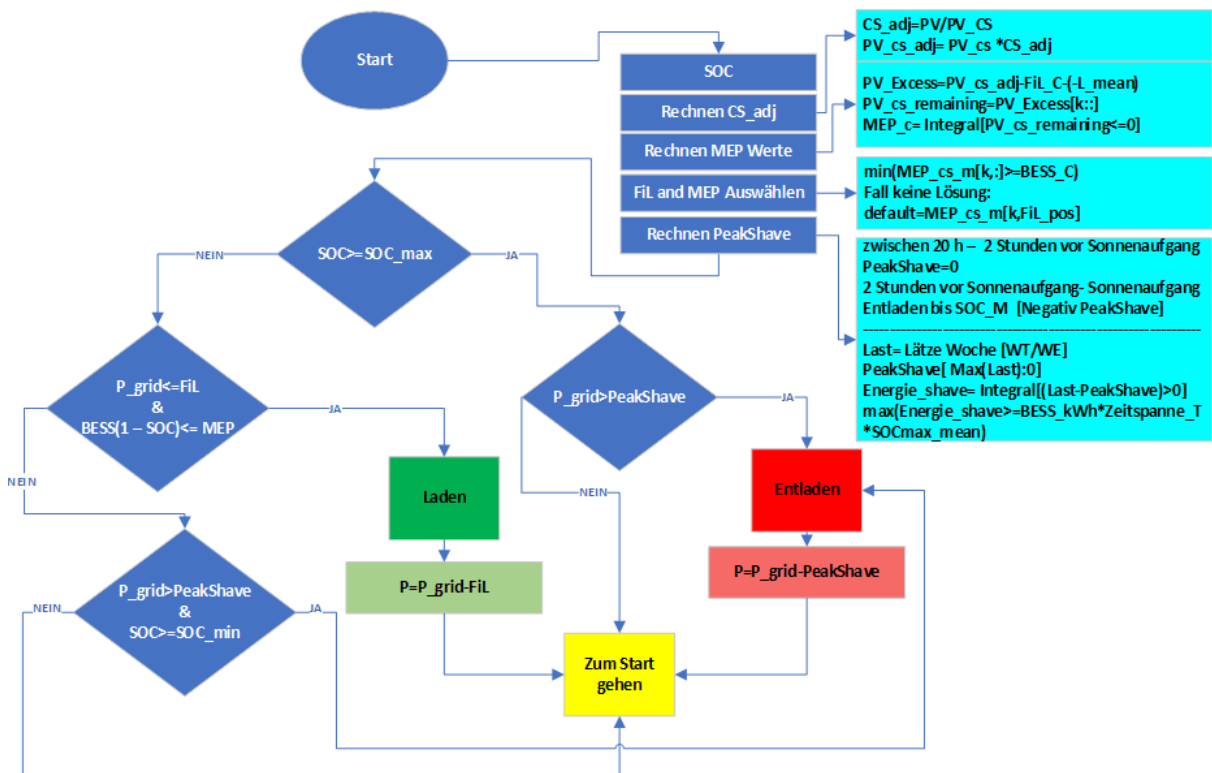 Start
SOC
Rechnen CS_adj
Rechnen MEP Werte
FiL and MEP Auswählen
Rechnen PeakShave
CS_adj=PV/PV_CS
PV_cs_adj= PV_cs *CS_adj
PV_Excess=PV_cs_adj-FiL_C-(-L_mean)
PV_cs_remaining=PV_Excess[k::]
MEP_c= Integral[PV_cs_remaining<=0]
min(MEP_cs_m[k,:]>=BESS_C)
Fall keine Lösung:
default=MEP_cs_m[k,FiL_pos]
zwischen 20 h – 2 Stunden vor Sonnenaufgang
PeakShave=0
2 Stunden vor Sonnenaufgang- Sonnenaufgang
Entladen bis SOC_M [Negativ PeakShave]
----------------------------------------------------------------
Last= Lätze Woche [WT/WE]
PeakShave[ Max(Last):0]
Energie_shave= Integral[(Last-PeakShave)>0]
max(Energie_shave>=BESS_kWh*Zeitspanne_T
*SOCmax_mean)
SOC>=SOC_max
NEIN
JA
P_grid<=FiL
&
BESS(1 – SOC)<= MEP
JA
NEIN
P_grid>PeakShave
JA
NEIN
Laden
Entladen
P=P_grid-FiL
P=P_grid-PeakShave
P_grid>PeakShave
&
SOC>=SOC_min
NEIN
JA
Zum Start
gehen